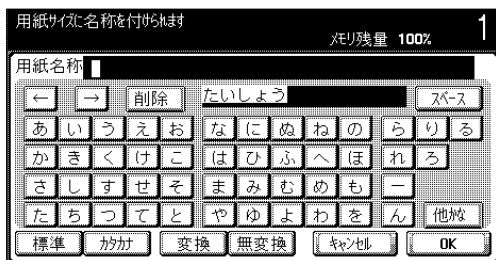 用紙サイズに名称を付けられます
メモリ残量 100% 1
用紙名称
← → 削除 たいしょう スペース
あ い う え お な に ぬ ね の ら り る
か き く け こ は ひ ふ へ ほ れ ろ
さ し す せ そ ま み む め も ー
た ち つ て と や ゆ よ わ を ん 他かな
標準 カタカナ 変換 無変換 キャンセル OK